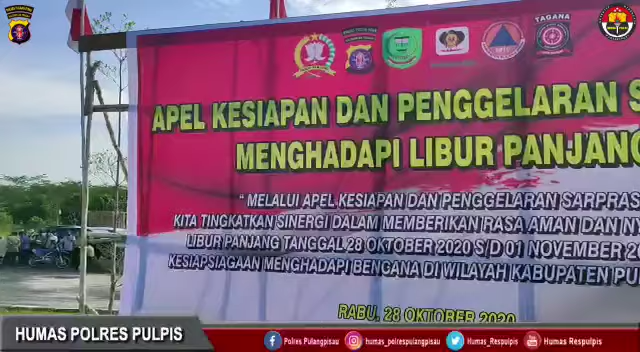 TAGANA
APEL KESIAPAN DAN PENGGELARAN S
MENGHADAPI LIBUR PANJANG
" MELALUI APEL KESIAPAN DAN PENGGELARAN SARPRAS
KITA TINGKATKAN SINERGI DALAM MEMBERIKAN RASA AMAN DAN NY
LIBUR PANJANG TANGGAL 28 OKTOBER 2020 S/D 01 NOVEMBER 20
KESIAPSIAGAAN MENGHADAPI BENCANA DI WILAYAH KABUPATEN PU
RABU, 28 OKTOBER 2020
HUMAS POLRES PULPIS
Polres Pulangpisau
humas_polrespulangpisau
Humas_Respulpis
Humas Respulpis